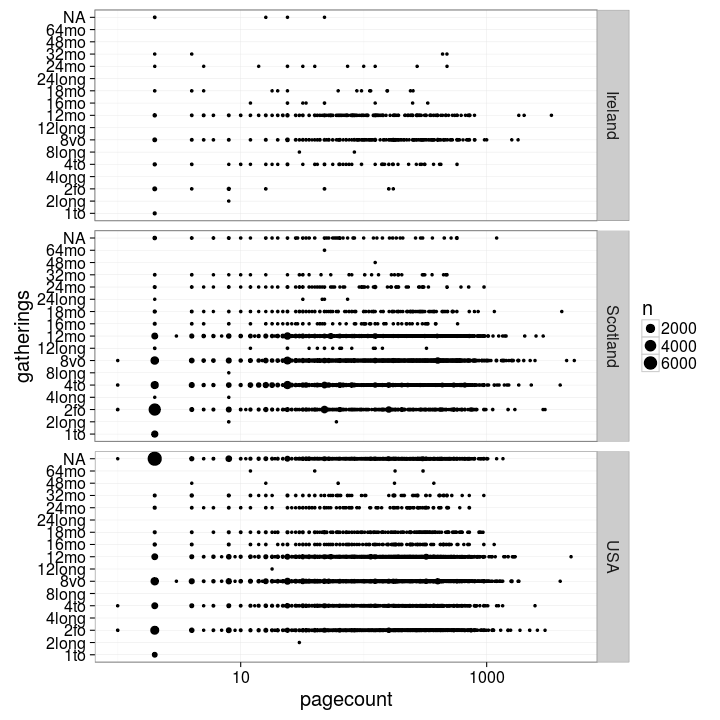 NA
64mo
48mo
32mo
24mo
24long
18mo
16mo
12mo
12long
8vo
8long
4to
4long
2fo
2long
1to
Ireland
NA
64mo
48mo
32mo
24mo
24long
18mo
16mo
12mo
12long
8vo
8long
4to
4long
2fo
2long
1to
Scotland
NA
64mo
48mo
32mo
24mo
24long
18mo
16mo
12mo
12long
8vo
8long
4to
4long
2fo
2long
1to
USA
gatherings
10
1000
pagecount
n
2000
4000
6000